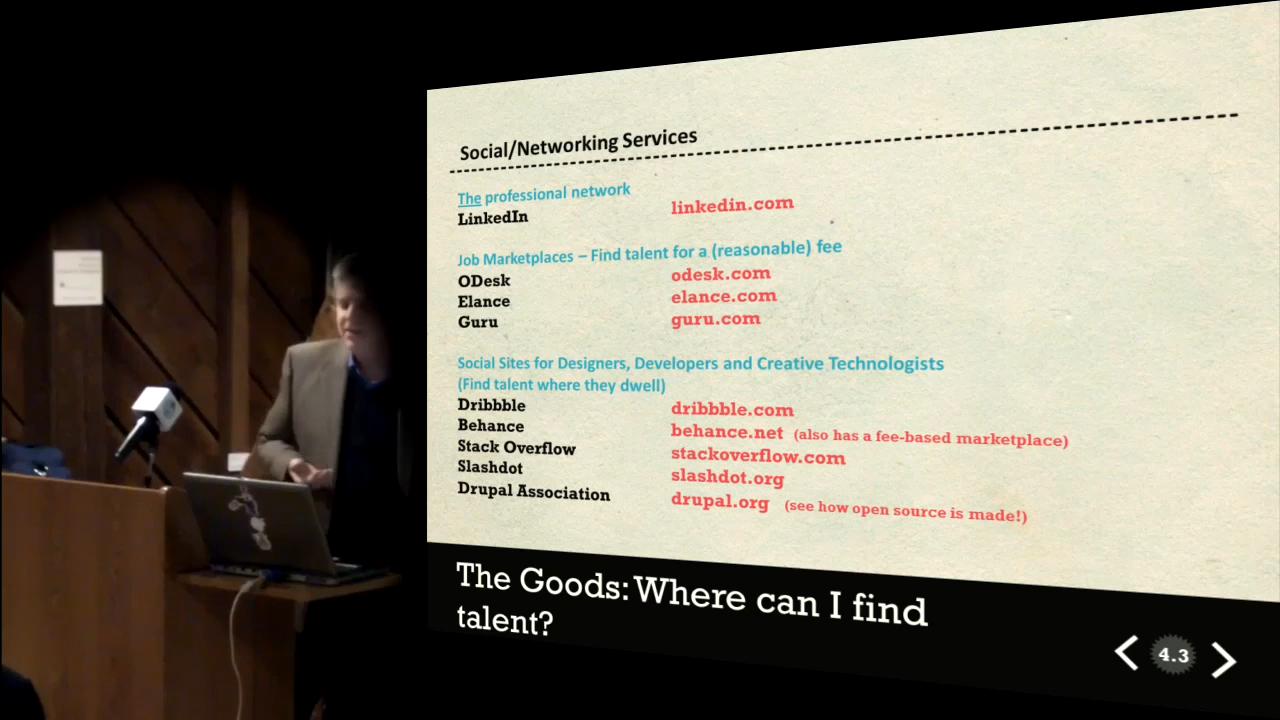 Social/Networking Services
The professional network
LinkedIn linkedin.com
Job Marketplaces – Find talent for a (reasonable) fee
ODesk odesk.com
Elance elance.com
Guru guru.com
Social Sites for Designers, Developers and Creative Technologists
(Find talent where they dwell)
Dribbble dribbble.com
Behance behance.net (also has a fee-based marketplace)
Stack Overflow stackoverflow.com
Slashdot slashdot.org
Drupal Association drupal.org (see how open source is made!)
The Goods: Where can I find
talent?
4.3